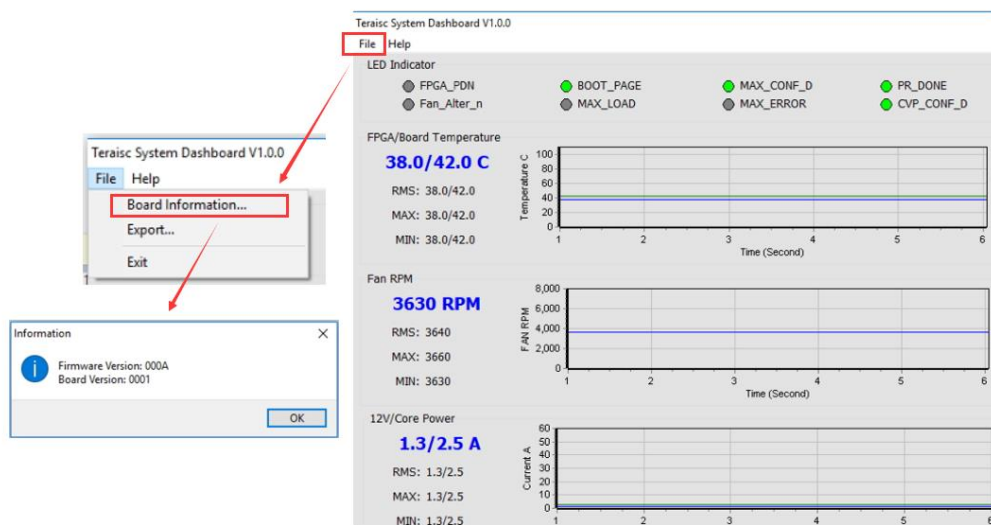 Teraisc System Dashboard V1.0.0
File Help
LED Indicator
FPGA_PDN BOOT_PAGE MAX_CONF_D PR_DONE
Fan_Alter_n MAX_LOAD MAX_ERROR CVP_CONF_D
FPGA/Board Temperature
38.0/42.0 C
RMS: 38.0/42.0
MAX: 38.0/42.0
MIN: 38.0/42.0
Temperature C
100
80
60
40
20
0
1 2 3 4 5 6
Time (Second)
Fan RPM
3630 RPM
RMS: 3640
MAX: 3660
MIN: 3630
FAN RPM
8,000
6,000
4,000
2,000
0
1 2 3 4 5 6
Time (Second)
12V/Core Power
1.3/2.5 A
RMS: 1.3/2.5
MAX: 1.3/2.5
MIN: 1.3/2.5
Current A
60
50
40
30
20
10
0
1 2 3 4 5 6
Teraisc System Dashboard V1.0.0
File Help
Board Information...
Export...
Exit
1
Information
Firmware Version: 000A
Board Version: 0001
OK